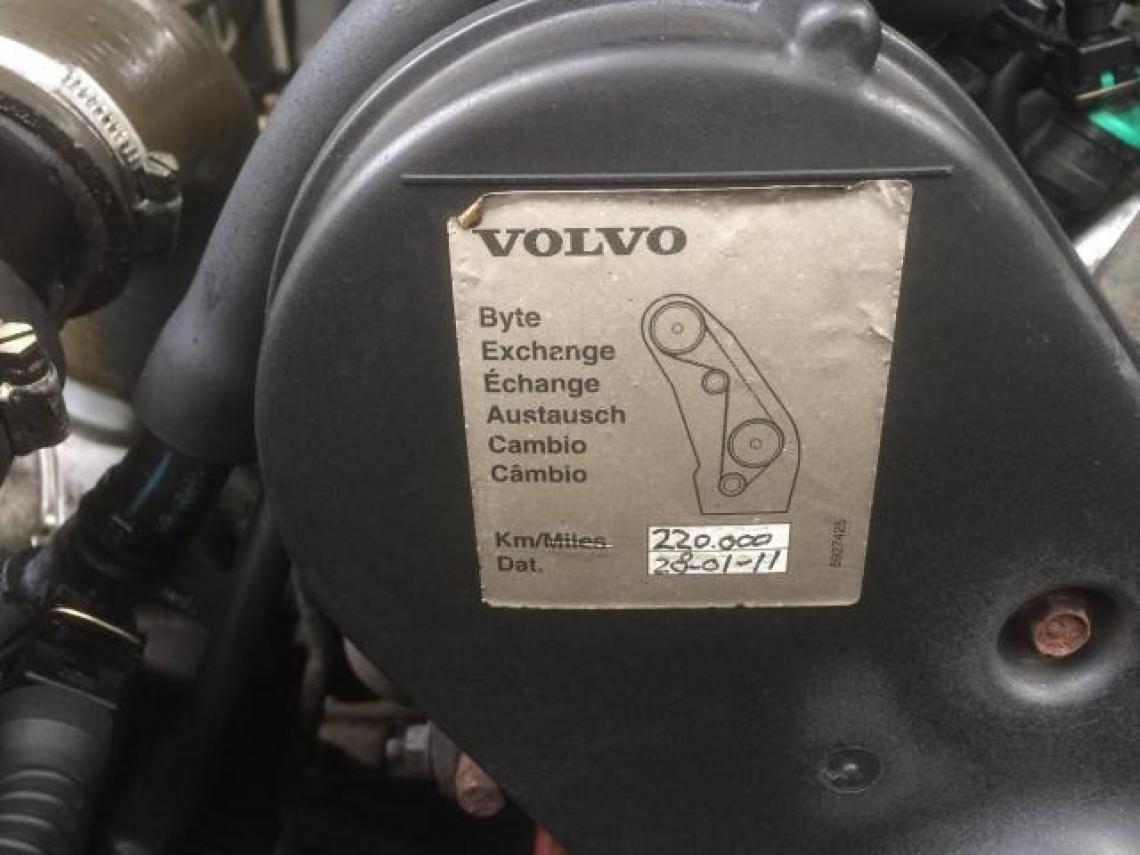 VOLVO
Byte
Exchange
Échange
Austausch
Cambio
Câmbio
Km/Miles 220.000
Dat. 28-01-11
5927425